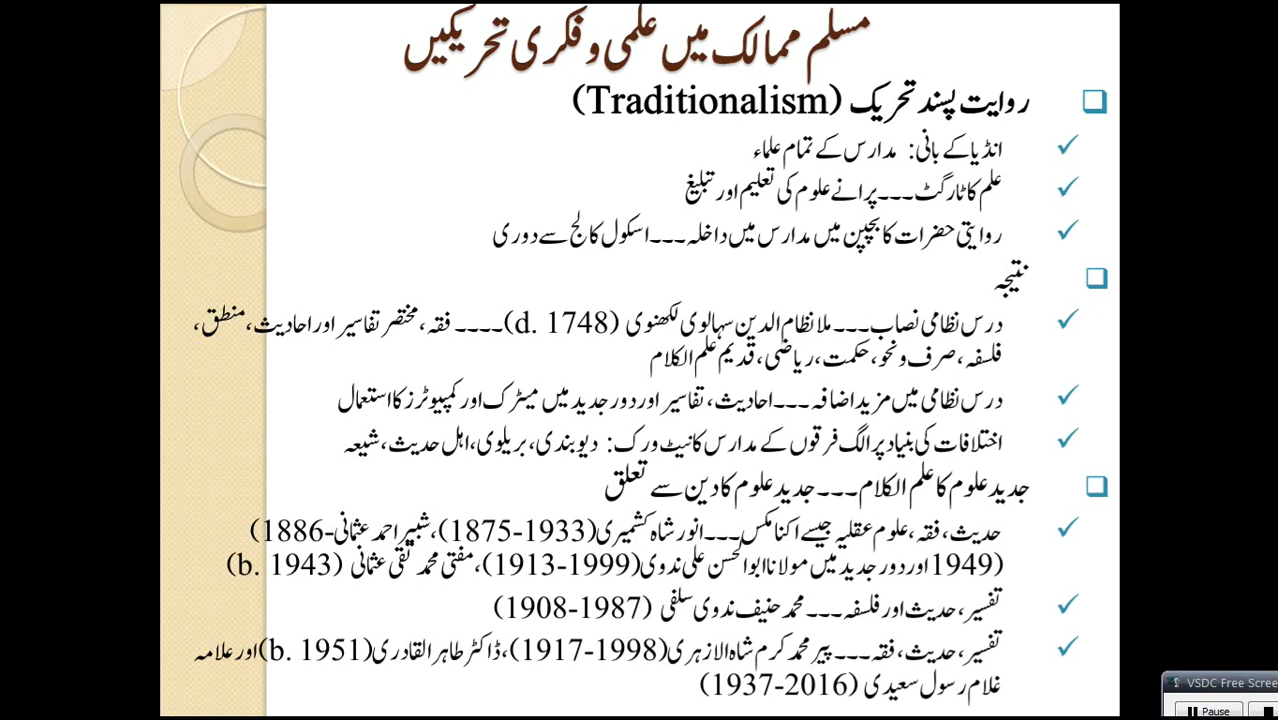 مسلم ممالک میں علمی و فکری تحریکیں
روایت پسند تحریک (Traditionalism)
انڈیا کے بانی: مدارس کے تمام علماء
علم کا ٹارگٹ۔۔۔پرانے علوم کی تعلیم اور تبلیغ
روایتی حضرات کا بچپن میں مدارس میں داخلہ۔۔۔اسکول کالج سے دوری
نتیجہ
درس نظامی نصاب۔۔۔ملا نظام الدین سہالوی لکھنوی (d. 1748)۔۔۔۔فقہ، مختصر تفاسیر اور احادیث، منطق،
فلسفہ، صرف و نحو، حکمت، ریاضی، قدیم علم الکلام
درس نظامی میں مزید اضافہ۔۔۔احادیث، تفاسیر اور دور جدید میں میٹرک اور کمپیوٹرز کا استعمال
اختلافات کی بنیاد پر الگ فرقوں کے مدارس کا نیٹ ورک: دیوبندی، بریلوی، اہل حدیث، شیعہ
جدید علوم کا علم الکلام۔۔۔جدید علوم کا دین سے تعلق
حدیث، فقہ، علوم عقلیہ جیسے اکنامکس۔۔۔انور شاہ کشمیری (1875-1933)، شبیر احمد عثمانی (1886-
1949) اور دور جدید میں مولانا ابو الحسن علی ندوی (1913-1999)، مفتی محمد تقی عثمانی (b. 1943)
تفسیر، حدیث اور فلسفہ۔۔۔محمد حنیف ندوی سلفی (1908-1987)
تفسیر، حدیث، فقہ۔۔۔پیر محمد کرم شاہ الازہری (1917-1998)، ڈاکٹر طاہر القادری (b. 1951) اور علامہ
غلام رسول سعیدی (1937-2016)
VSDC Free Scree
Pause